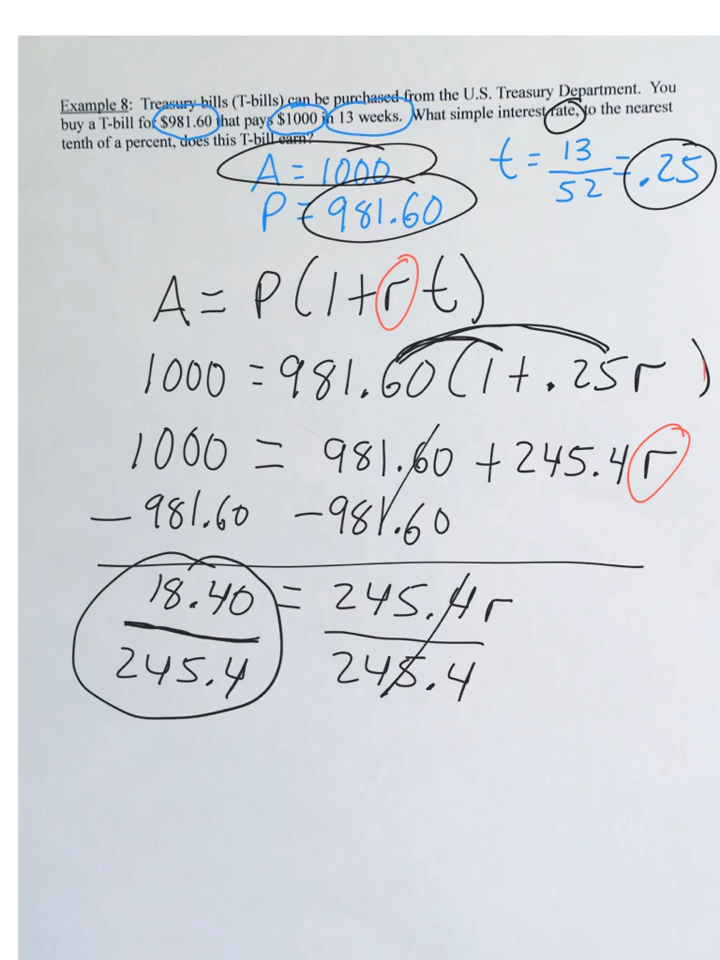 Example 8: Treasury bills (T-bills) can be purchased from the U.S. Treasury Department. You
buy a T-bill for $981.60 that pays $1000 in 13 weeks. What simple interest rate, to the nearest
tenth of a percent, does this T-bill earn?
A = 1000
P = 981.60
t = 13/52 = .25
A = P(1+rt)
1000 = 981.60(1+.25r)
1000 = 981.60 + 245.4r
-981.60 -981.60
18.40/245.4 = 245.4r/245.4